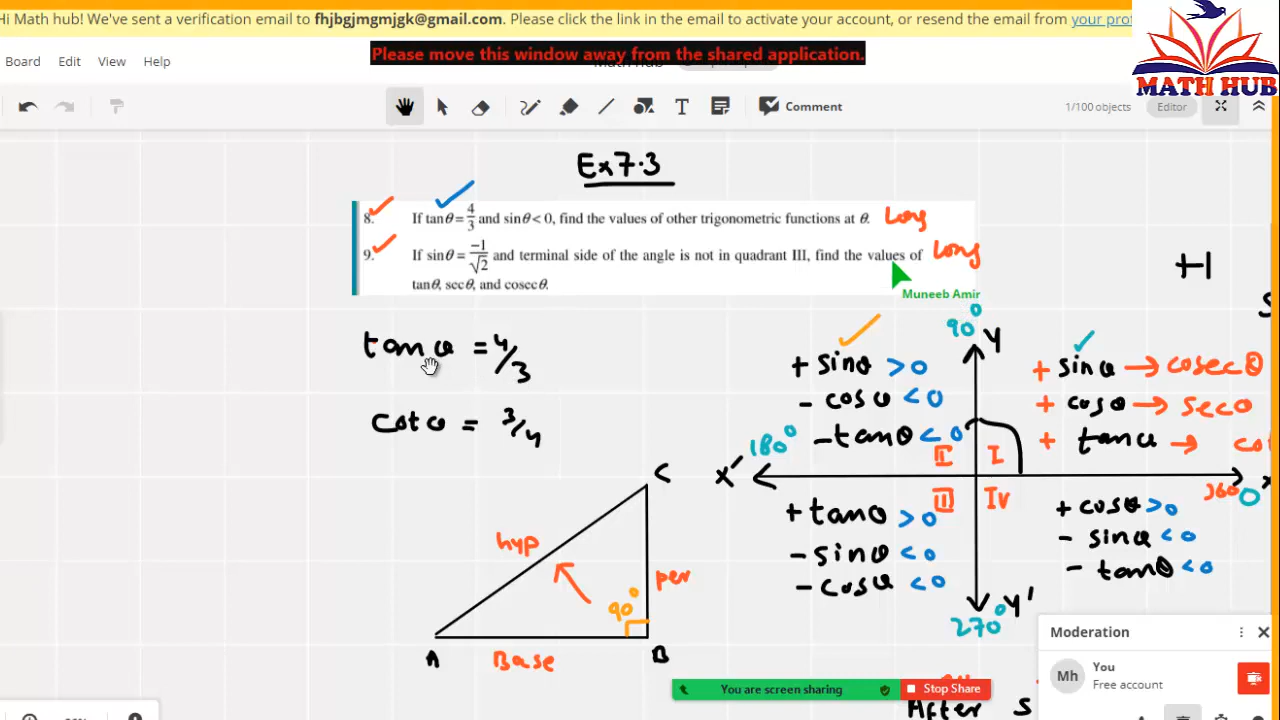 Hi Math hub! We've sent a verification email to fhjbgjmgmjgk@gmail.com. Please click the link in the email to activate your account, or resend the email from your prof
Please move this window away from the shared application.
MATH HUB
Board Edit View Help
Comment
1/100 objects
Editor
Ex7.3
8. If tanθ = 4/3 and sinθ < 0, find the values of other trigonometric functions at θ. Long
9. If sinθ = -1/√2 and terminal side of the angle is not in quadrant III, find the values of Long
tanθ, secθ, and cosecθ.
Muneeb Amir
+1
tanθ = 4/3
cotθ = 3/4
90° Y
+ sinθ > 0
- cosθ < 0
- tanθ < 0
+ sinθ → cosecθ
+ cosθ → secθ
+ tanθ → cot
180°
II I
X'
360°
III IV
+ tanθ > 0
- sinθ < 0
- cosθ < 0
+ cosθ > 0
- sinθ < 0
- tanθ < 0
270° Y'
C
hyp
per
90°
A Base B
Moderation
Mh You
Free account
You are screen sharing Stop Share
After S